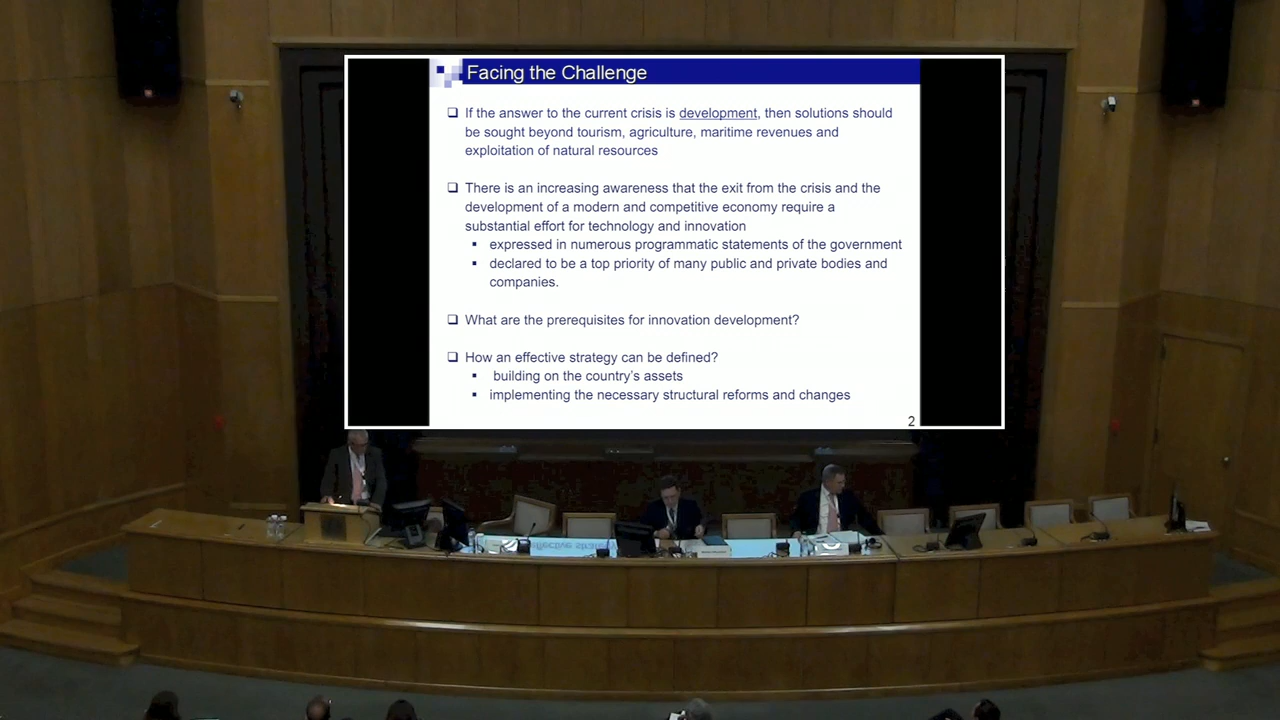 Facing the Challenge
If the answer to the current crisis is development, then solutions should
be sought beyond tourism, agriculture, maritime revenues and
exploitation of natural resources
There is an increasing awareness that the exit from the crisis and the
development of a modern and competitive economy require a
substantial effort for technology and innovation
expressed in numerous programmatic statements of the government
declared to be a top priority of many public and private bodies and
companies.
What are the prerequisites for innovation development?
How an effective strategy can be defined?
building on the country's assets
implementing the necessary structural reforms and changes
2